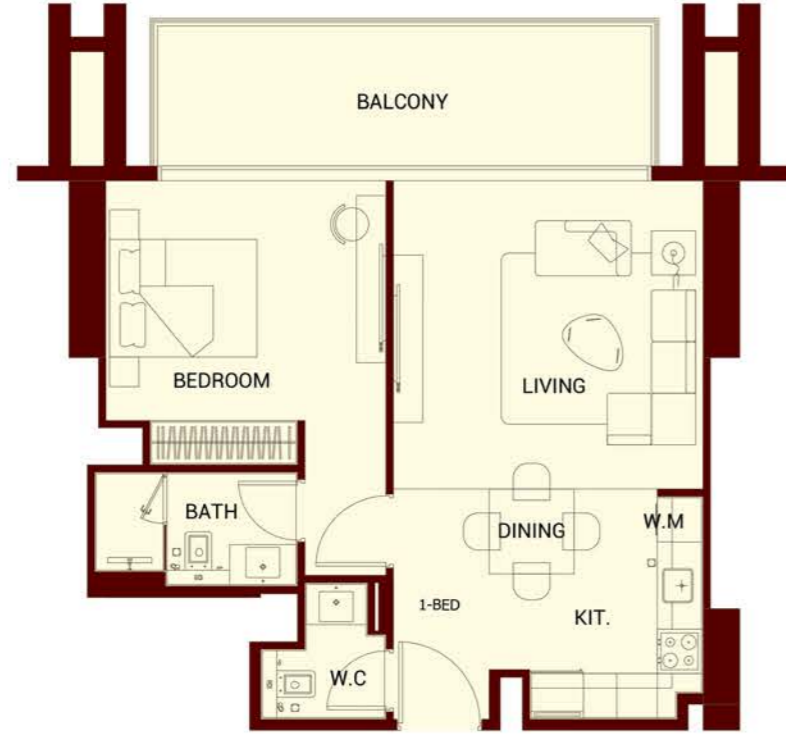 BALCONY
BEDROOM
LIVING
BATH
DINING
W.M
1-BED
KIT.
W.C